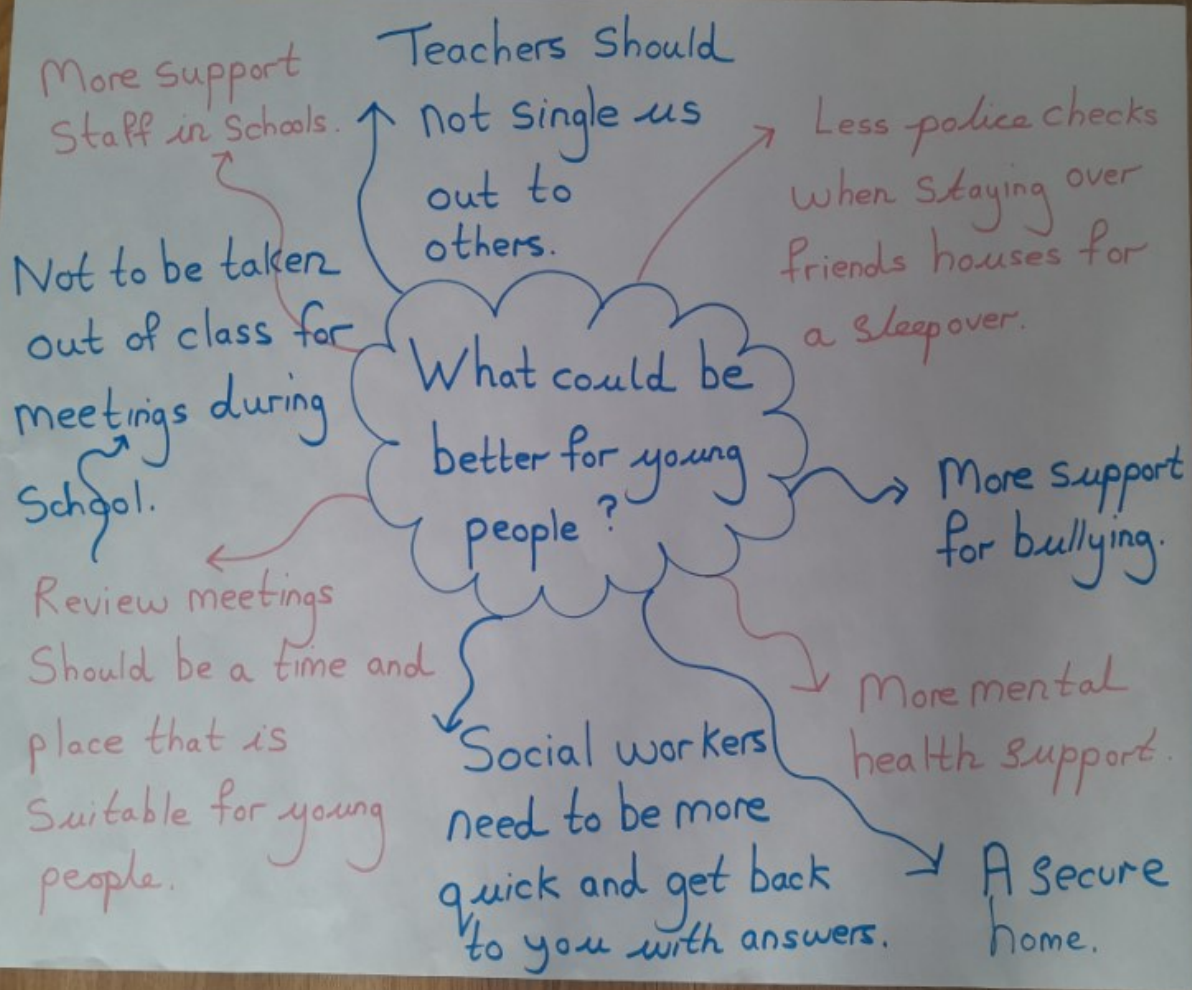 More support
Staff in Schools.
Teachers Should
not single us
out to
others.
Less police checks
when Staying over
friends houses for
a sleepover.
Not to be taken
out of class for
meetings during
School.
What could be
better for young
people?
More support
for bullying.
Review meetings
Should be a time and
place that is
Suitable for young
people.
Social workers
need to be more
quick and get back
to you with answers.
More mental
health support.
A secure
home.